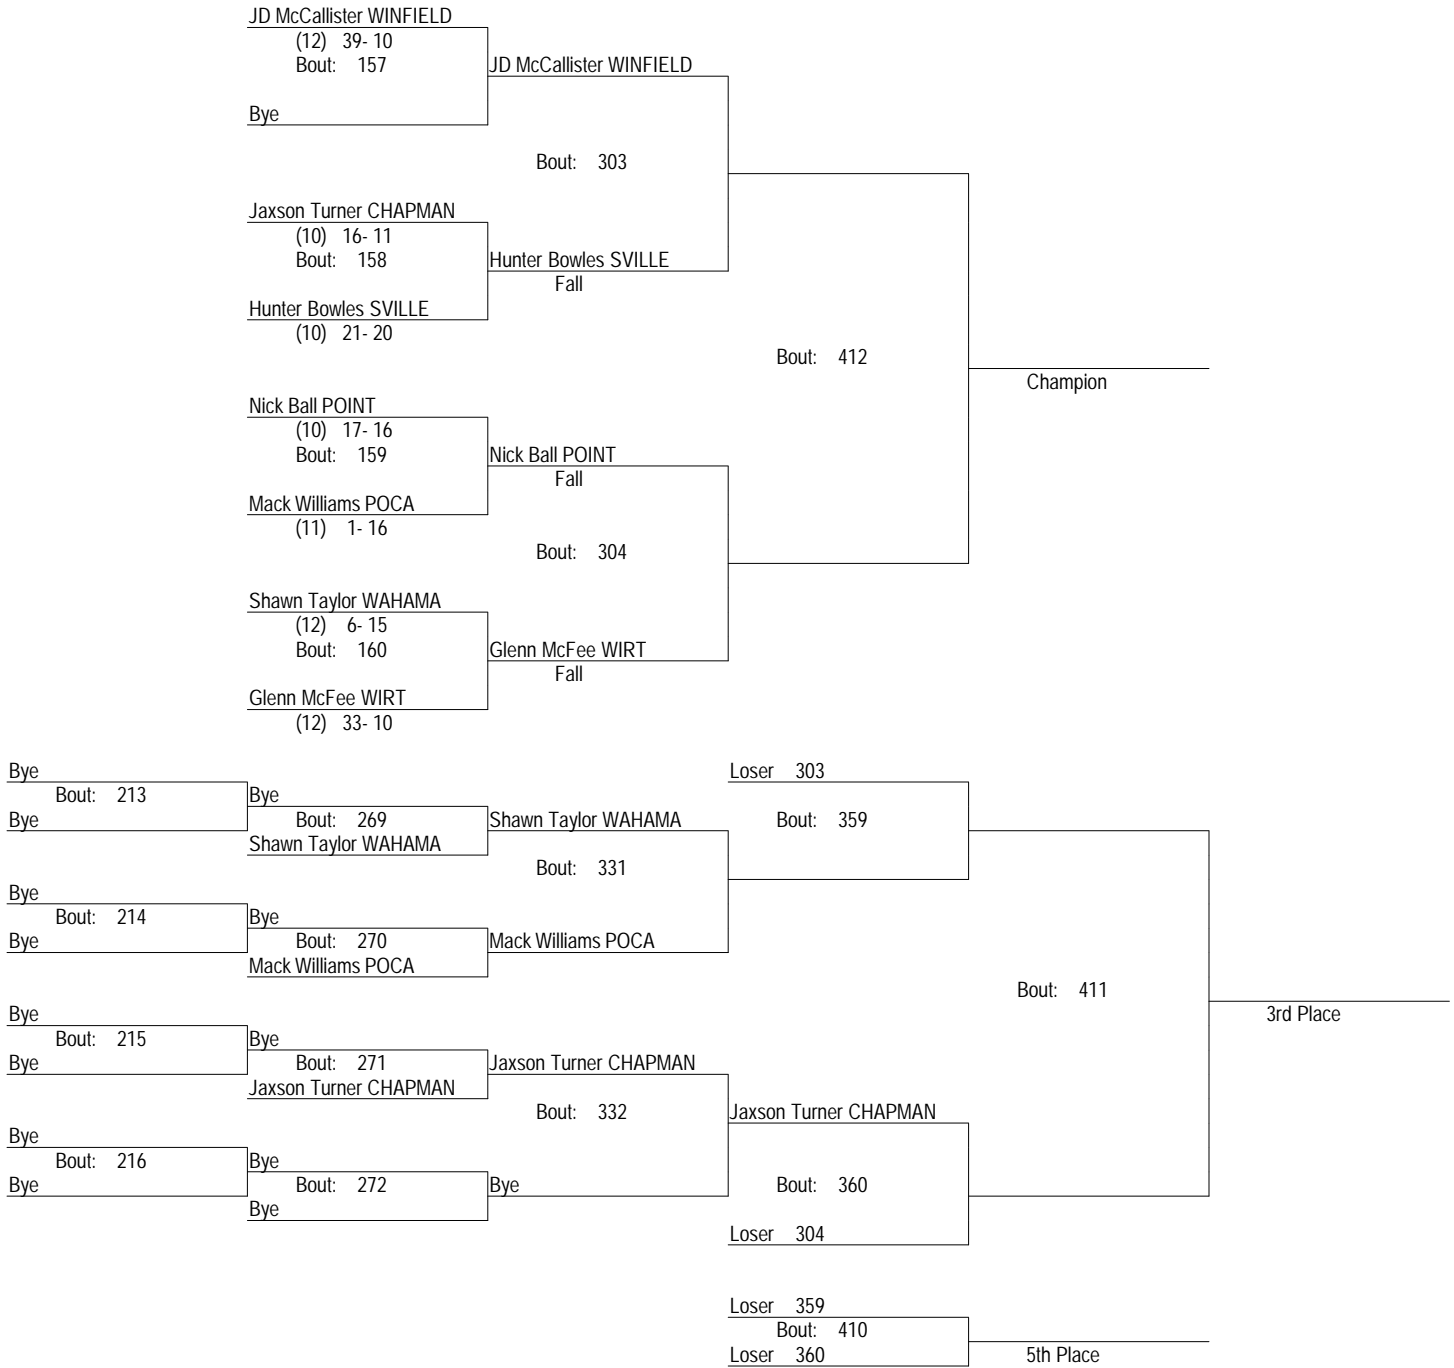 JD McCallister WINFIELD
(12) 39- 10
Bout: 157
JD McCallister WINFIELD
Bye
Bout: 303
Jaxson Turner CHAPMAN
(10) 16- 11
Bout: 158
Hunter Bowles SVILLE
Fall
Hunter Bowles SVILLE
(10) 21- 20
Bout: 412
Champion
Nick Ball POINT
(10) 17- 16
Bout: 159
Nick Ball POINT
Fall
Mack Williams POCA
(11) 1- 16
Bout: 304
Shawn Taylor WAHAMA
(12) 6- 15
Bout: 160
Glenn McFee WIRT
Fall
Glenn McFee WIRT
(12) 33- 10
Bye
Bout: 213
Bye
Bye
Bout: 269
Shawn Taylor WAHAMA
Shawn Taylor WAHAMA
Bout: 331
Loser 303
Bout: 359
Bye
Bout: 214
Bye
Bye
Bout: 270
Mack Williams POCA
Mack Williams POCA
Bout: 411
3rd Place
Bye
Bout: 215
Bye
Bye
Bout: 271
Jaxson Turner CHAPMAN
Jaxson Turner CHAPMAN
Bout: 332
Jaxson Turner CHAPMAN
Bye
Bout: 216
Bye
Bye
Bout: 272
Bye
Bye
Bout: 360
Loser 304
Loser 359
Bout: 410
Loser 360
5th Place